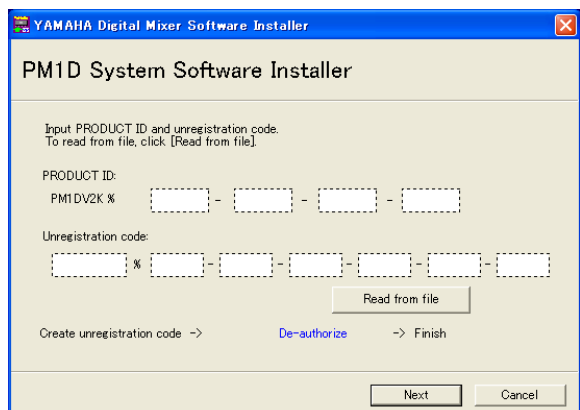 YAMAHA Digital Mixer Software Installer
PM1D System Software Installer
Input PRODUCT ID and unregistration code.
To read from file, click [Read from file].
PRODUCT ID:
PM1DV2K % - - -
Unregistration code:
% - - - - -
Read from file
Create unregistration code -> De-authorize -> Finish
Next Cancel